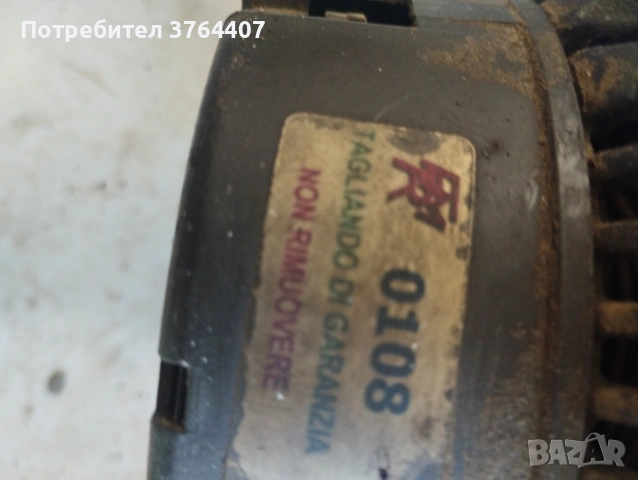 Потребител 3764407
0108
TAGLIANDO DI GARANZIA
NON RIMUOVERE
BAZAR